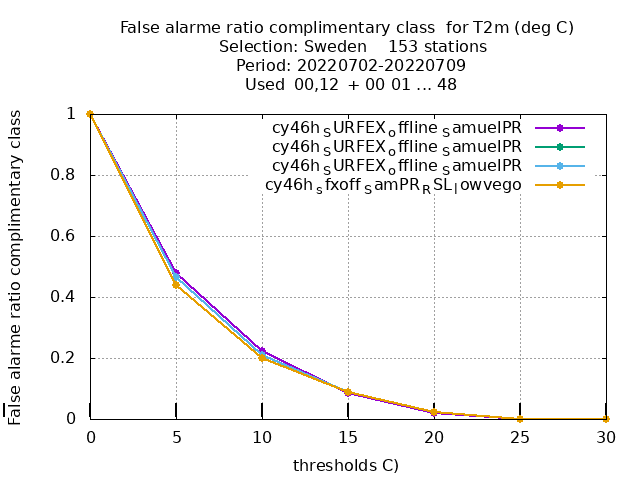 False alarme ratio complimentary class  for T2m (deg C)
Selection: Sweden    153 stations
Period: 20220702-20220709
Used  00,12  + 00 01 ... 48
False alarme ratio complimentary class
1
0.8
0.6
0.4
0.2
0
cy46h_SURFEX_offline_SamuelPR
cy46h_SURFEX_offline_SamuelPR
cy46h_SURFEX_offline_SamuelPR
cy46h_sfxoff_SamPR_RSL_lowvego
0 5 10 15 20 25 30
thresholds C)